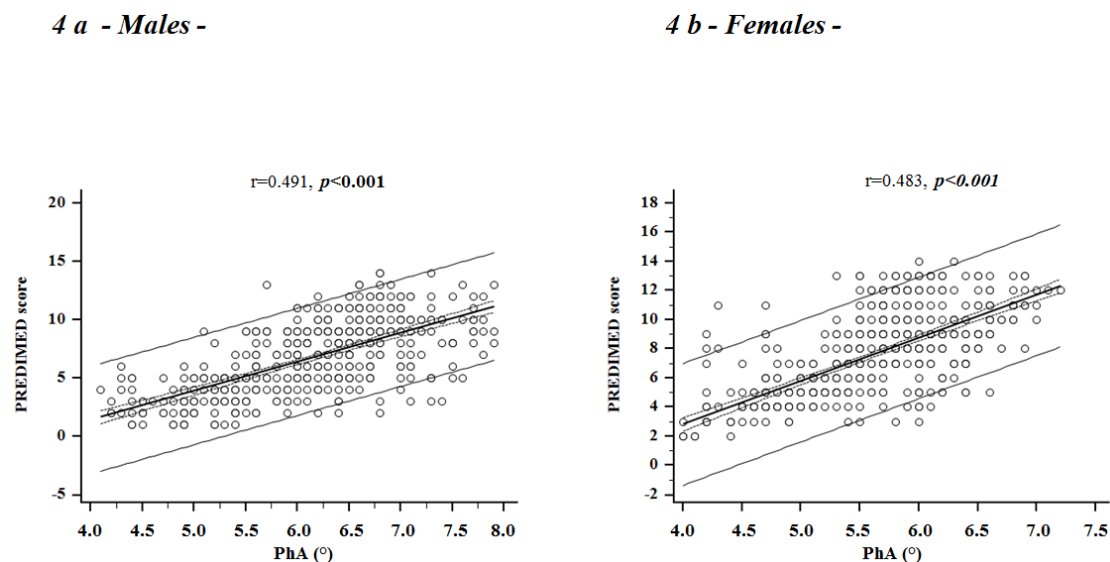 4 a - Males -
4 b - Females -
r=0.491, p<0.001
20
15
10
5
0
-5
PREDIMED score
4.0 4.5 5.0 5.5 6.0 6.5 7.0 7.5 8.0
PhA (°)
r=0.483, p<0.001
18
16
14
12
10
8
6
4
2
0
-2
PREDIMED score
4.0 4.5 5.0 5.5 6.0 6.5 7.0 7.5
PhA (°)